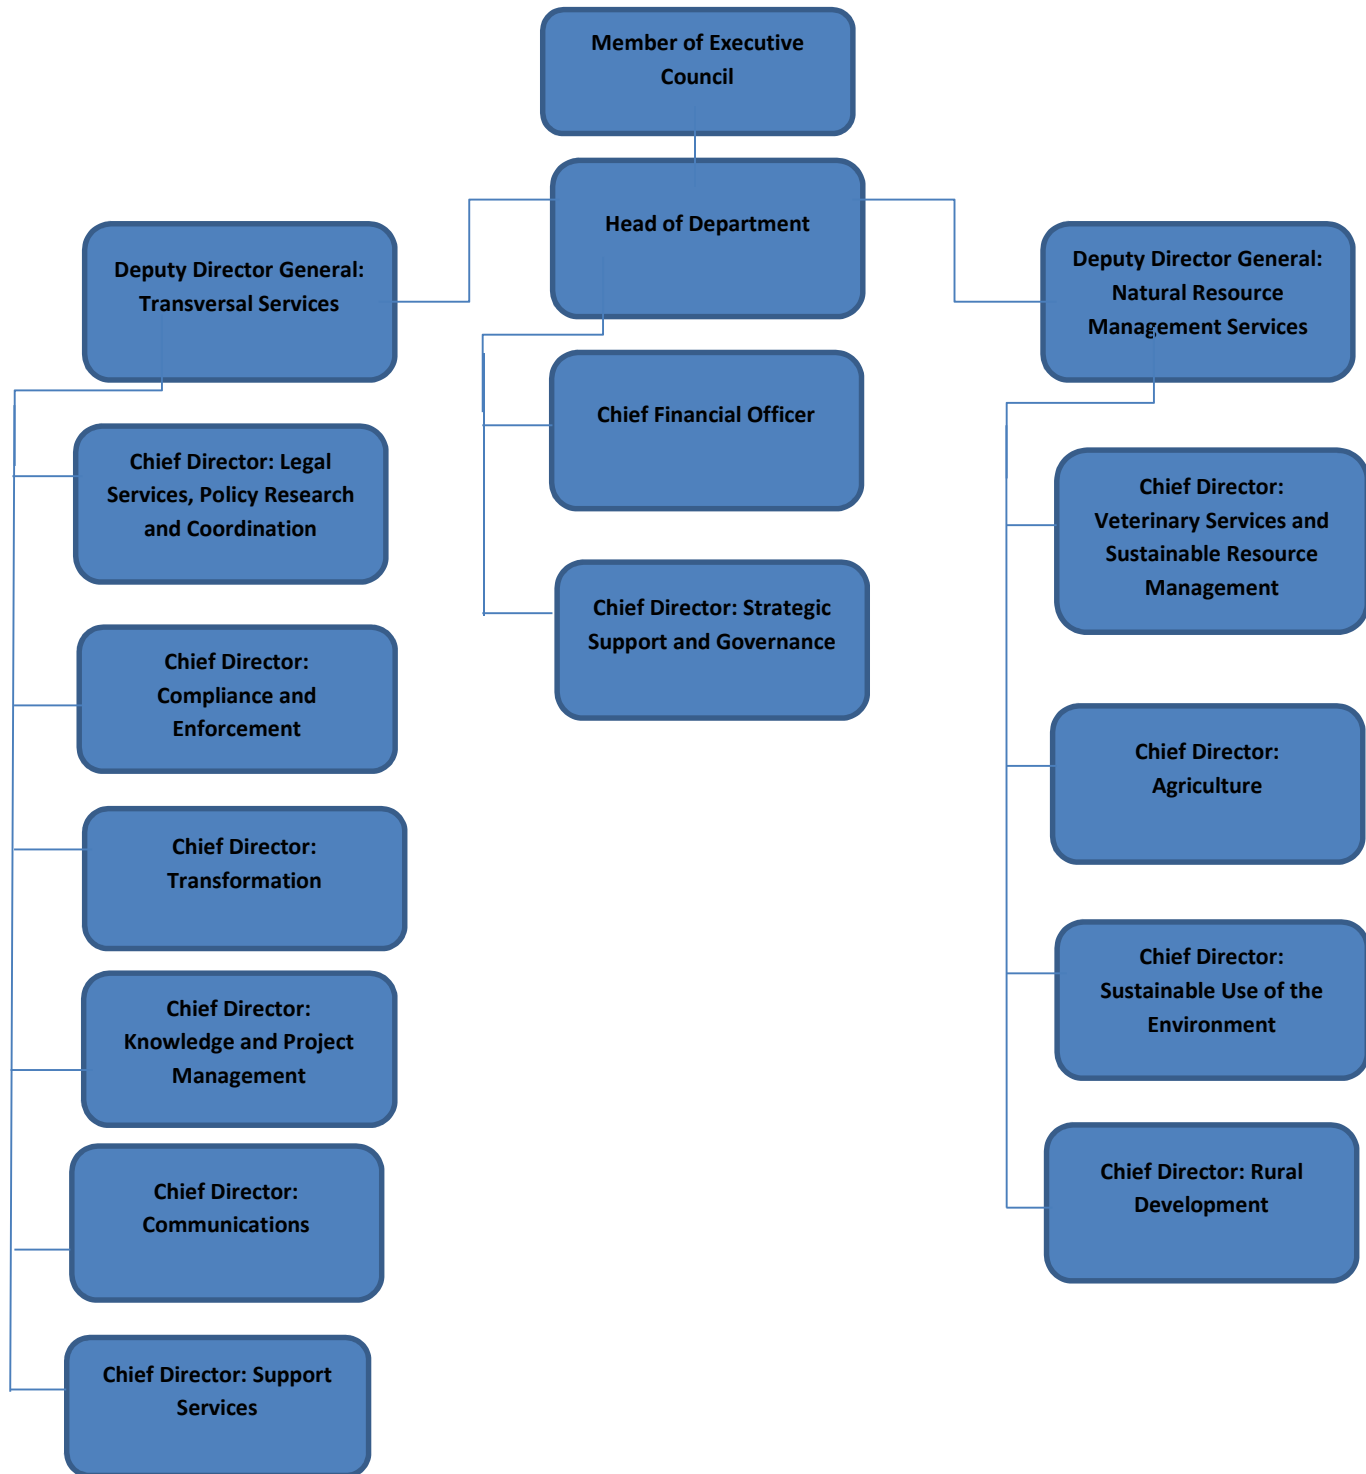 Member of Executive
Council
Head of Department
Deputy Director General:
Transversal Services
Deputy Director General:
Natural Resource
Management Services
Chief Financial Officer
Chief Director: Strategic
Support and Governance
Chief Director: Legal
Services, Policy Research
and Coordination
Chief Director:
Compliance and
Enforcement
Chief Director:
Transformation
Chief Director:
Knowledge and Project
Management
Chief Director:
Communications
Chief Director: Support
Services
Chief Director:
Veterinary Services and
Sustainable Resource
Management
Chief Director:
Agriculture
Chief Director:
Sustainable Use of the
Environment
Chief Director: Rural
Development